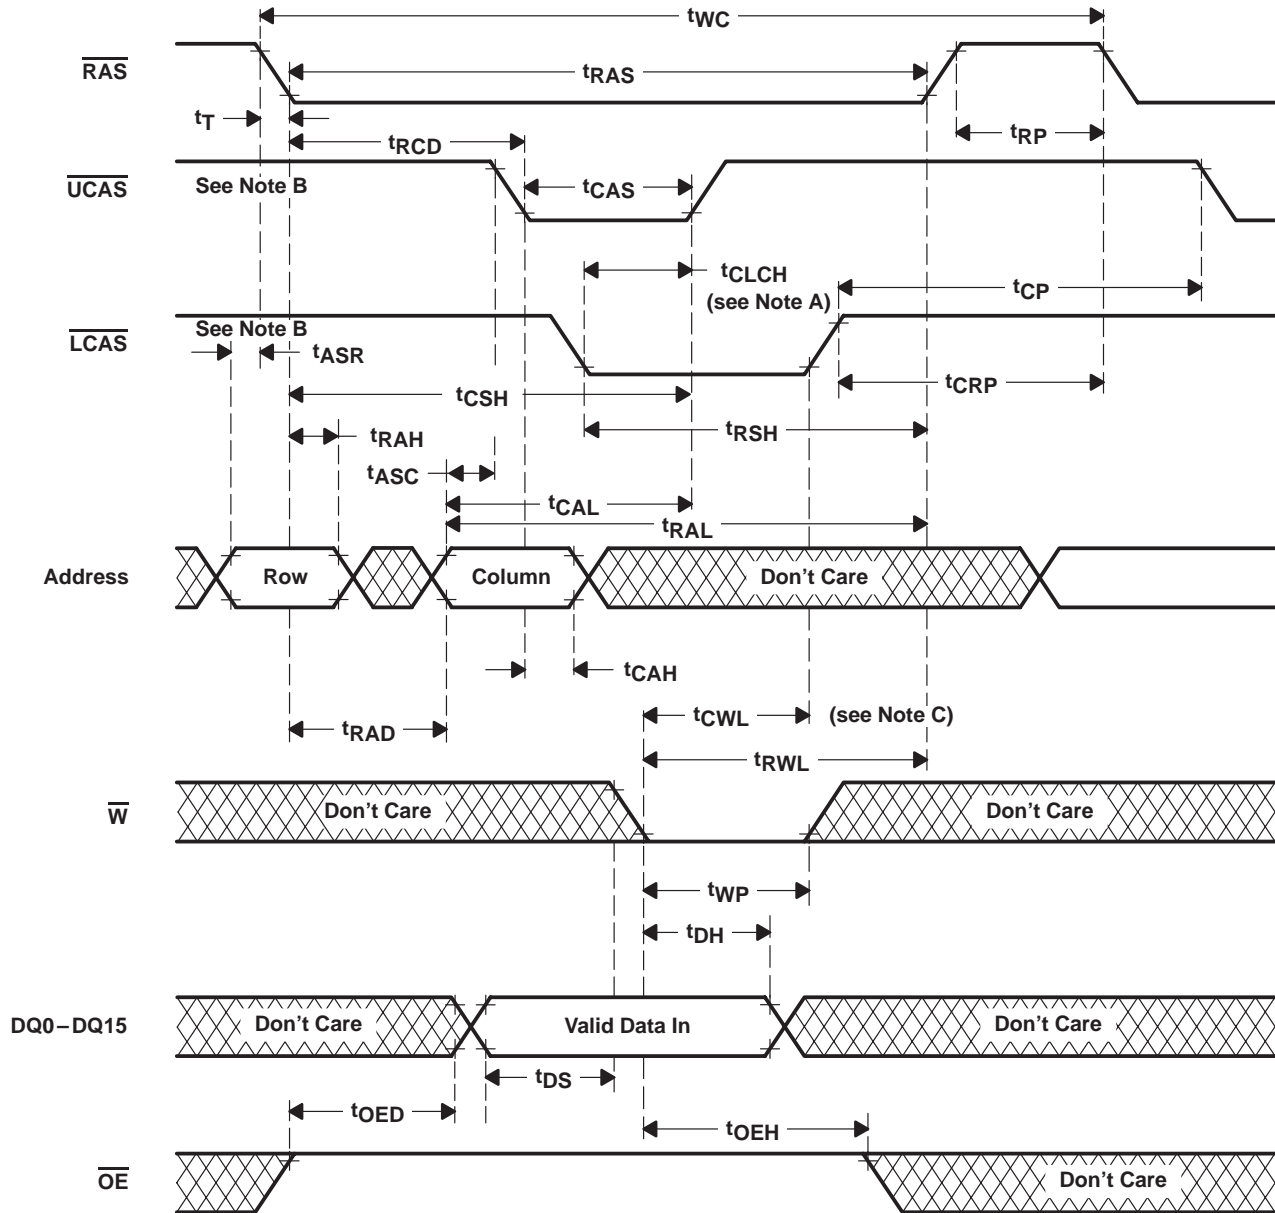 tWC
RAS
tRAS
tT
tRCD
tRP
UCAS
See Note B
tCAS
tCLCH
(see Note A)
tCP
LCAS
See Note B
tASR
tCSH
tCRP
tRAH
tRSH
tASC
tCAL
tRAL
Address
Row
Column
Don't Care
tCAH
tCWL
(see Note C)
tRAD
tRWL
W
Don't Care
Don't Care
tWP
tDH
DQ0–DQ15
Don't Care
Valid Data In
Don't Care
tDS
tOED
tOEH
OE
Don't Care